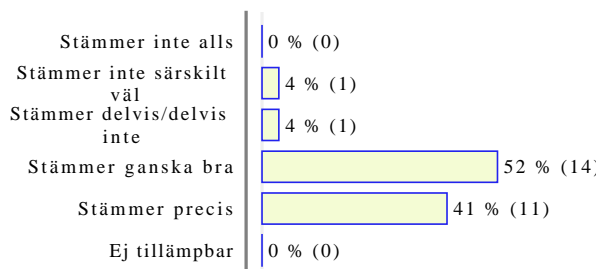 Stämmer inte alls 0 % (0)
Stämmer inte särskilt
väl 4 % (1)
Stämmer delvis/delvis
inte 4 % (1)
Stämmer ganska bra 52 % (14)
Stämmer precis 41 % (11)
Ej tillämpbar 0 % (0)